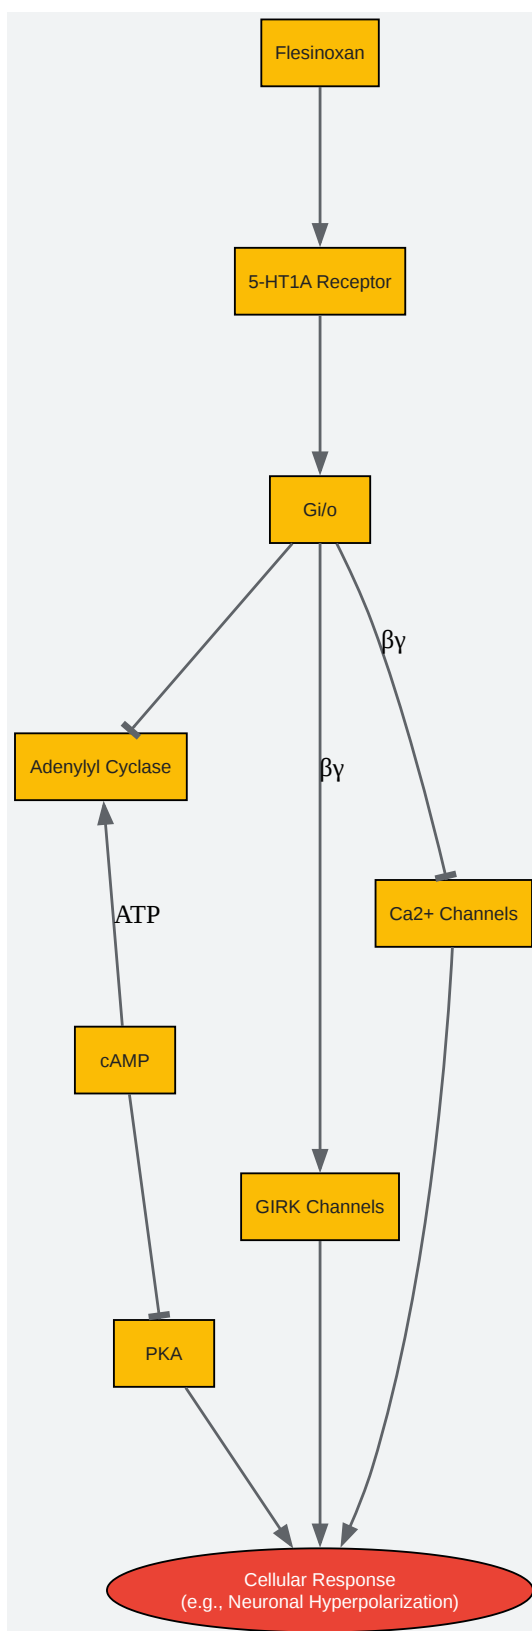 Flesinoxan
5-HT1A Receptor
Gi/o
βγ
βγ
Adenylyl Cyclase
ATP
Ca2+ Channels
cAMP
GIRK Channels
PKA
Cellular Response
(e.g., Neuronal Hyperpolarization)